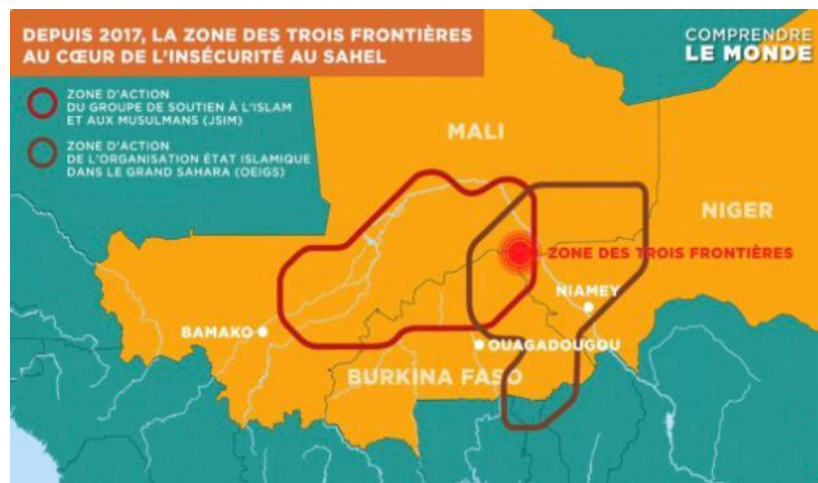 DEPUIS 2017, LA ZONE DES TROIS FRONTIÈRES
AU CŒUR DE L'INSÉCURITÉ AU SAHEL
COMPRENDRE
LE MONDE
ZONE D'ACTION
DU GROUPE DE SOUTIEN À L'ISLAM
ET AUX MUSULMANS (JSIM)
ZONE D'ACTION
DE L'ORGANISATION ÉTAT ISLAMIQUE
DANS LE GRAND SAHARA (OEIGS)
MALI
NIGER
ZONE DES TROIS FRONTIÈRES
NIAMEY
BAMAKO
OUAGADOUGOU
BURKINA FASO